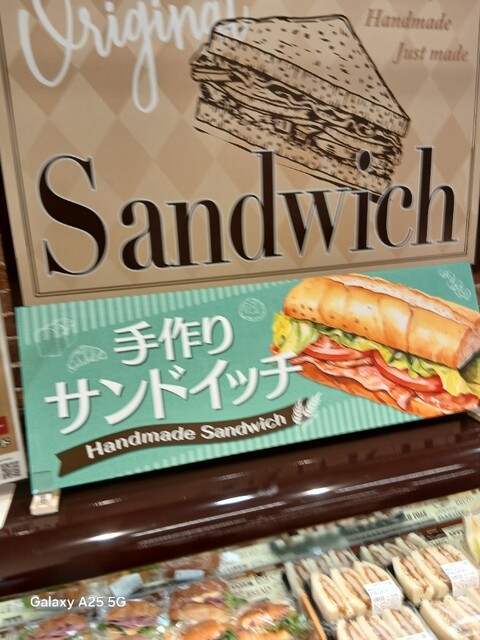 Original
Handmade
Just made
Sandwich
手作り
サンドイッチ
Handmade Sandwich
Galaxy A25 5G